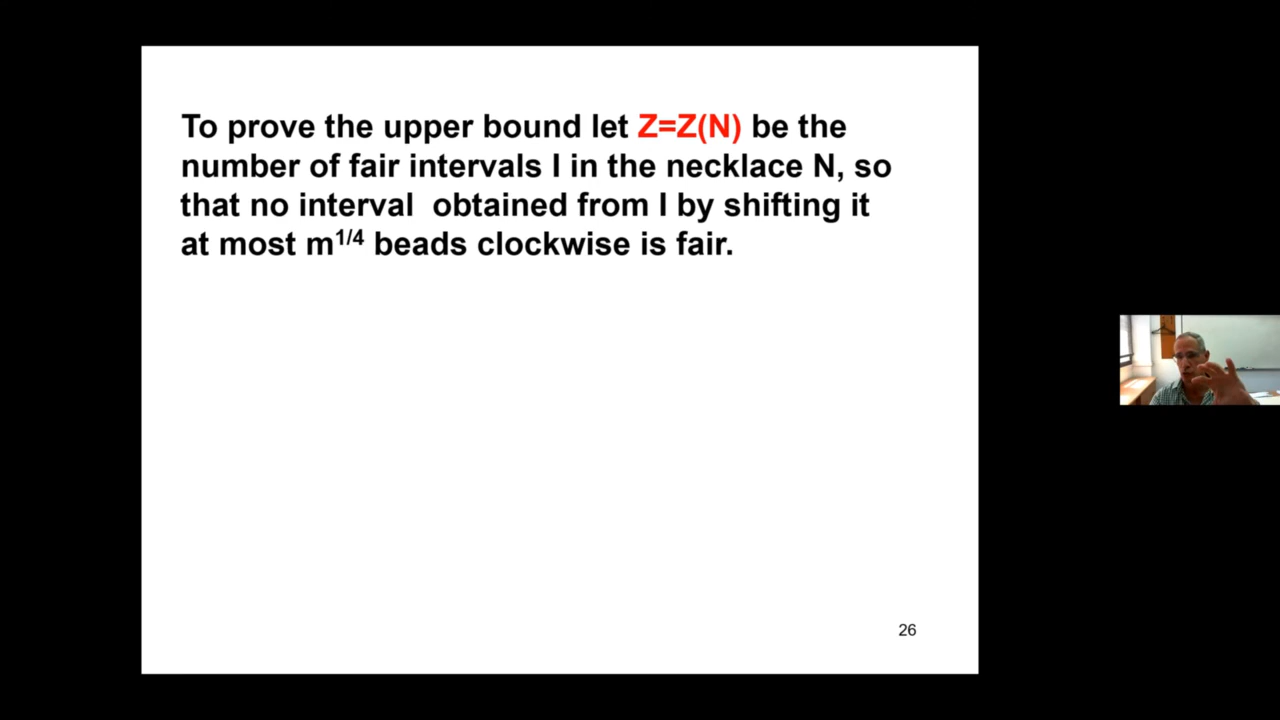 To prove the upper bound let Z=Z(N) be the
number of fair intervals I in the necklace N, so
that no interval obtained from I by shifting it
at most m^1/4 beads clockwise is fair.
26